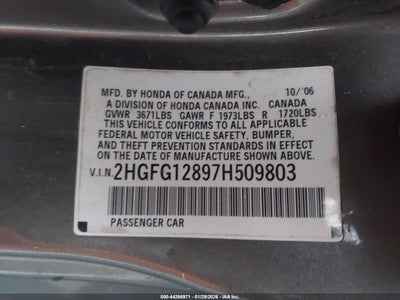 MFD. BY HONDA OF CANADA MFG., 10/'06
A DIVISION OF HONDA CANADA INC. CANADA
GVWR 3671LBS GAWR F 1973LBS R 1720LBS
THIS VEHICLE CONFORMS TO ALL APPLICABLE
FEDERAL MOTOR VEHICLE SAFETY, BUMPER,
AND THEFT PREVENTION STANDARDS IN EFFECT
ON THE DATE OF MANUFACTURE SHOWN ABOVE.
V.I.N. 2HGFG12897H509803
PASSENGER CAR
000-44266971 - 01/29/2026 - IAA Inc.